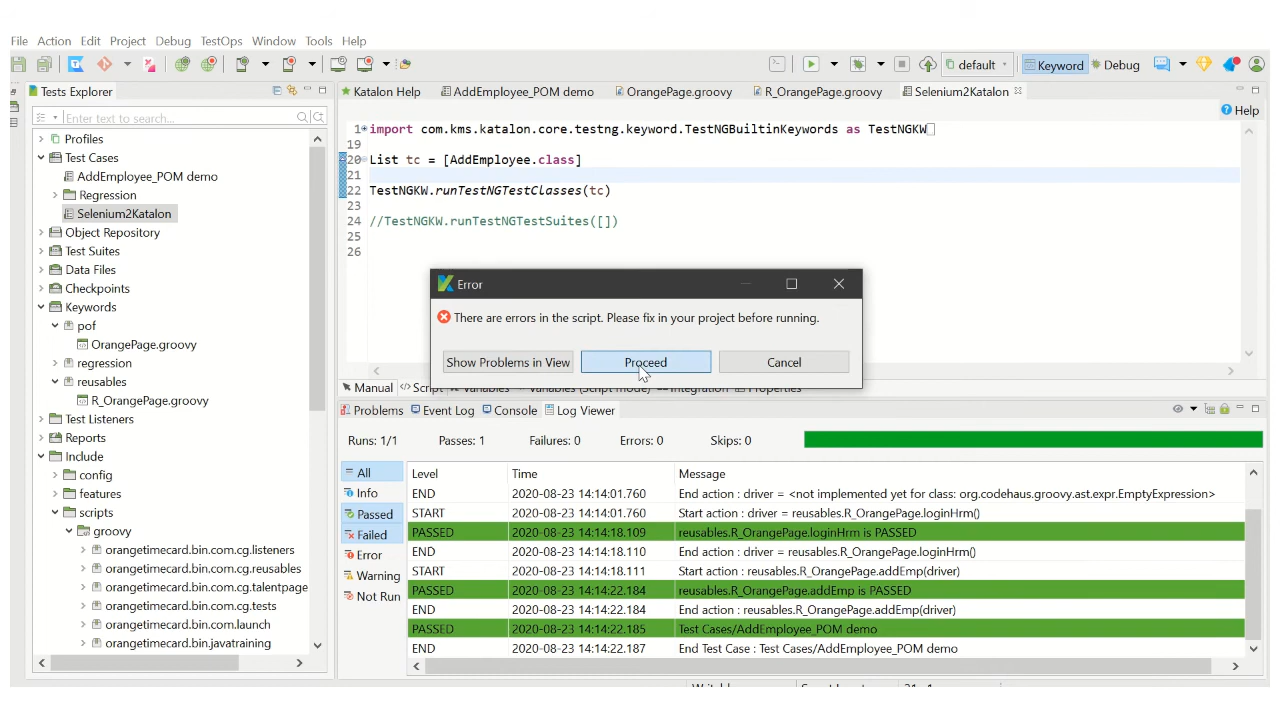 File Action Edit Project Debug TestOps Window Tools Help
default Keyword Debug
Tests Explorer
Enter text to search...
Profiles
Test Cases
AddEmployee_POM demo
Regression
Selenium2Katalon
Object Repository
Test Suites
Data Files
Checkpoints
Keywords
pof
OrangePage.groovy
regression
reusables
R_OrangePage.groovy
Test Listeners
Reports
Include
config
features
scripts
groovy
orangetimecard.bin.com.cg.listeners
orangetimecard.bin.com.cg.reusables
orangetimecard.bin.com.cg.talentpage
orangetimecard.bin.com.cg.tests
orangetimecard.bin.com.launch
orangetimecard.bin.javatraining
Katalon Help AddEmployee_POM demo OrangePage.groovy R_OrangePage.groovy Selenium2Katalon
Help
1 import com.kms.katalon.core.testng.keyword.TestNGBuiltinKeywords as TestNGKW
19
20 List tc = [AddEmployee.class]
21
22 TestNGKW.runTestNGTestClasses(tc)
23
24 //TestNGKW.runTestNGTestSuites([])
25
26
Error
There are errors in the script. Please fix in your project before running.
Show Problems in View Proceed Cancel
Manual Script Variables Variables (Script mode) Integration Properties
Problems Event Log Console Log Viewer
Runs: 1/1 Passes: 1 Failures: 0 Errors: 0 Skips: 0
All
Info
Passed
Failed
Error
Warning
Not Run
Level Time Message
END 2020-08-23 14:14:01.760 End action : driver = <not implemented yet for class: org.codehaus.groovy.ast.expr.EmptyExpression>
START 2020-08-23 14:14:01.760 Start action : driver = reusables.R_OrangePage.loginHrm()
PASSED 2020-08-23 14:14:18.109 reusables.R_OrangePage.loginHrm is PASSED
END 2020-08-23 14:14:18.110 End action : driver = reusables.R_OrangePage.loginHrm()
START 2020-08-23 14:14:18.111 Start action : reusables.R_OrangePage.addEmp(driver)
PASSED 2020-08-23 14:14:22.184 reusables.R_OrangePage.addEmp is PASSED
END 2020-08-23 14:14:22.184 End action : reusables.R_OrangePage.addEmp(driver)
PASSED 2020-08-23 14:14:22.185 Test Cases/AddEmployee_POM demo
END 2020-08-23 14:14:22.187 End Test Case : Test Cases/AddEmployee_POM demo